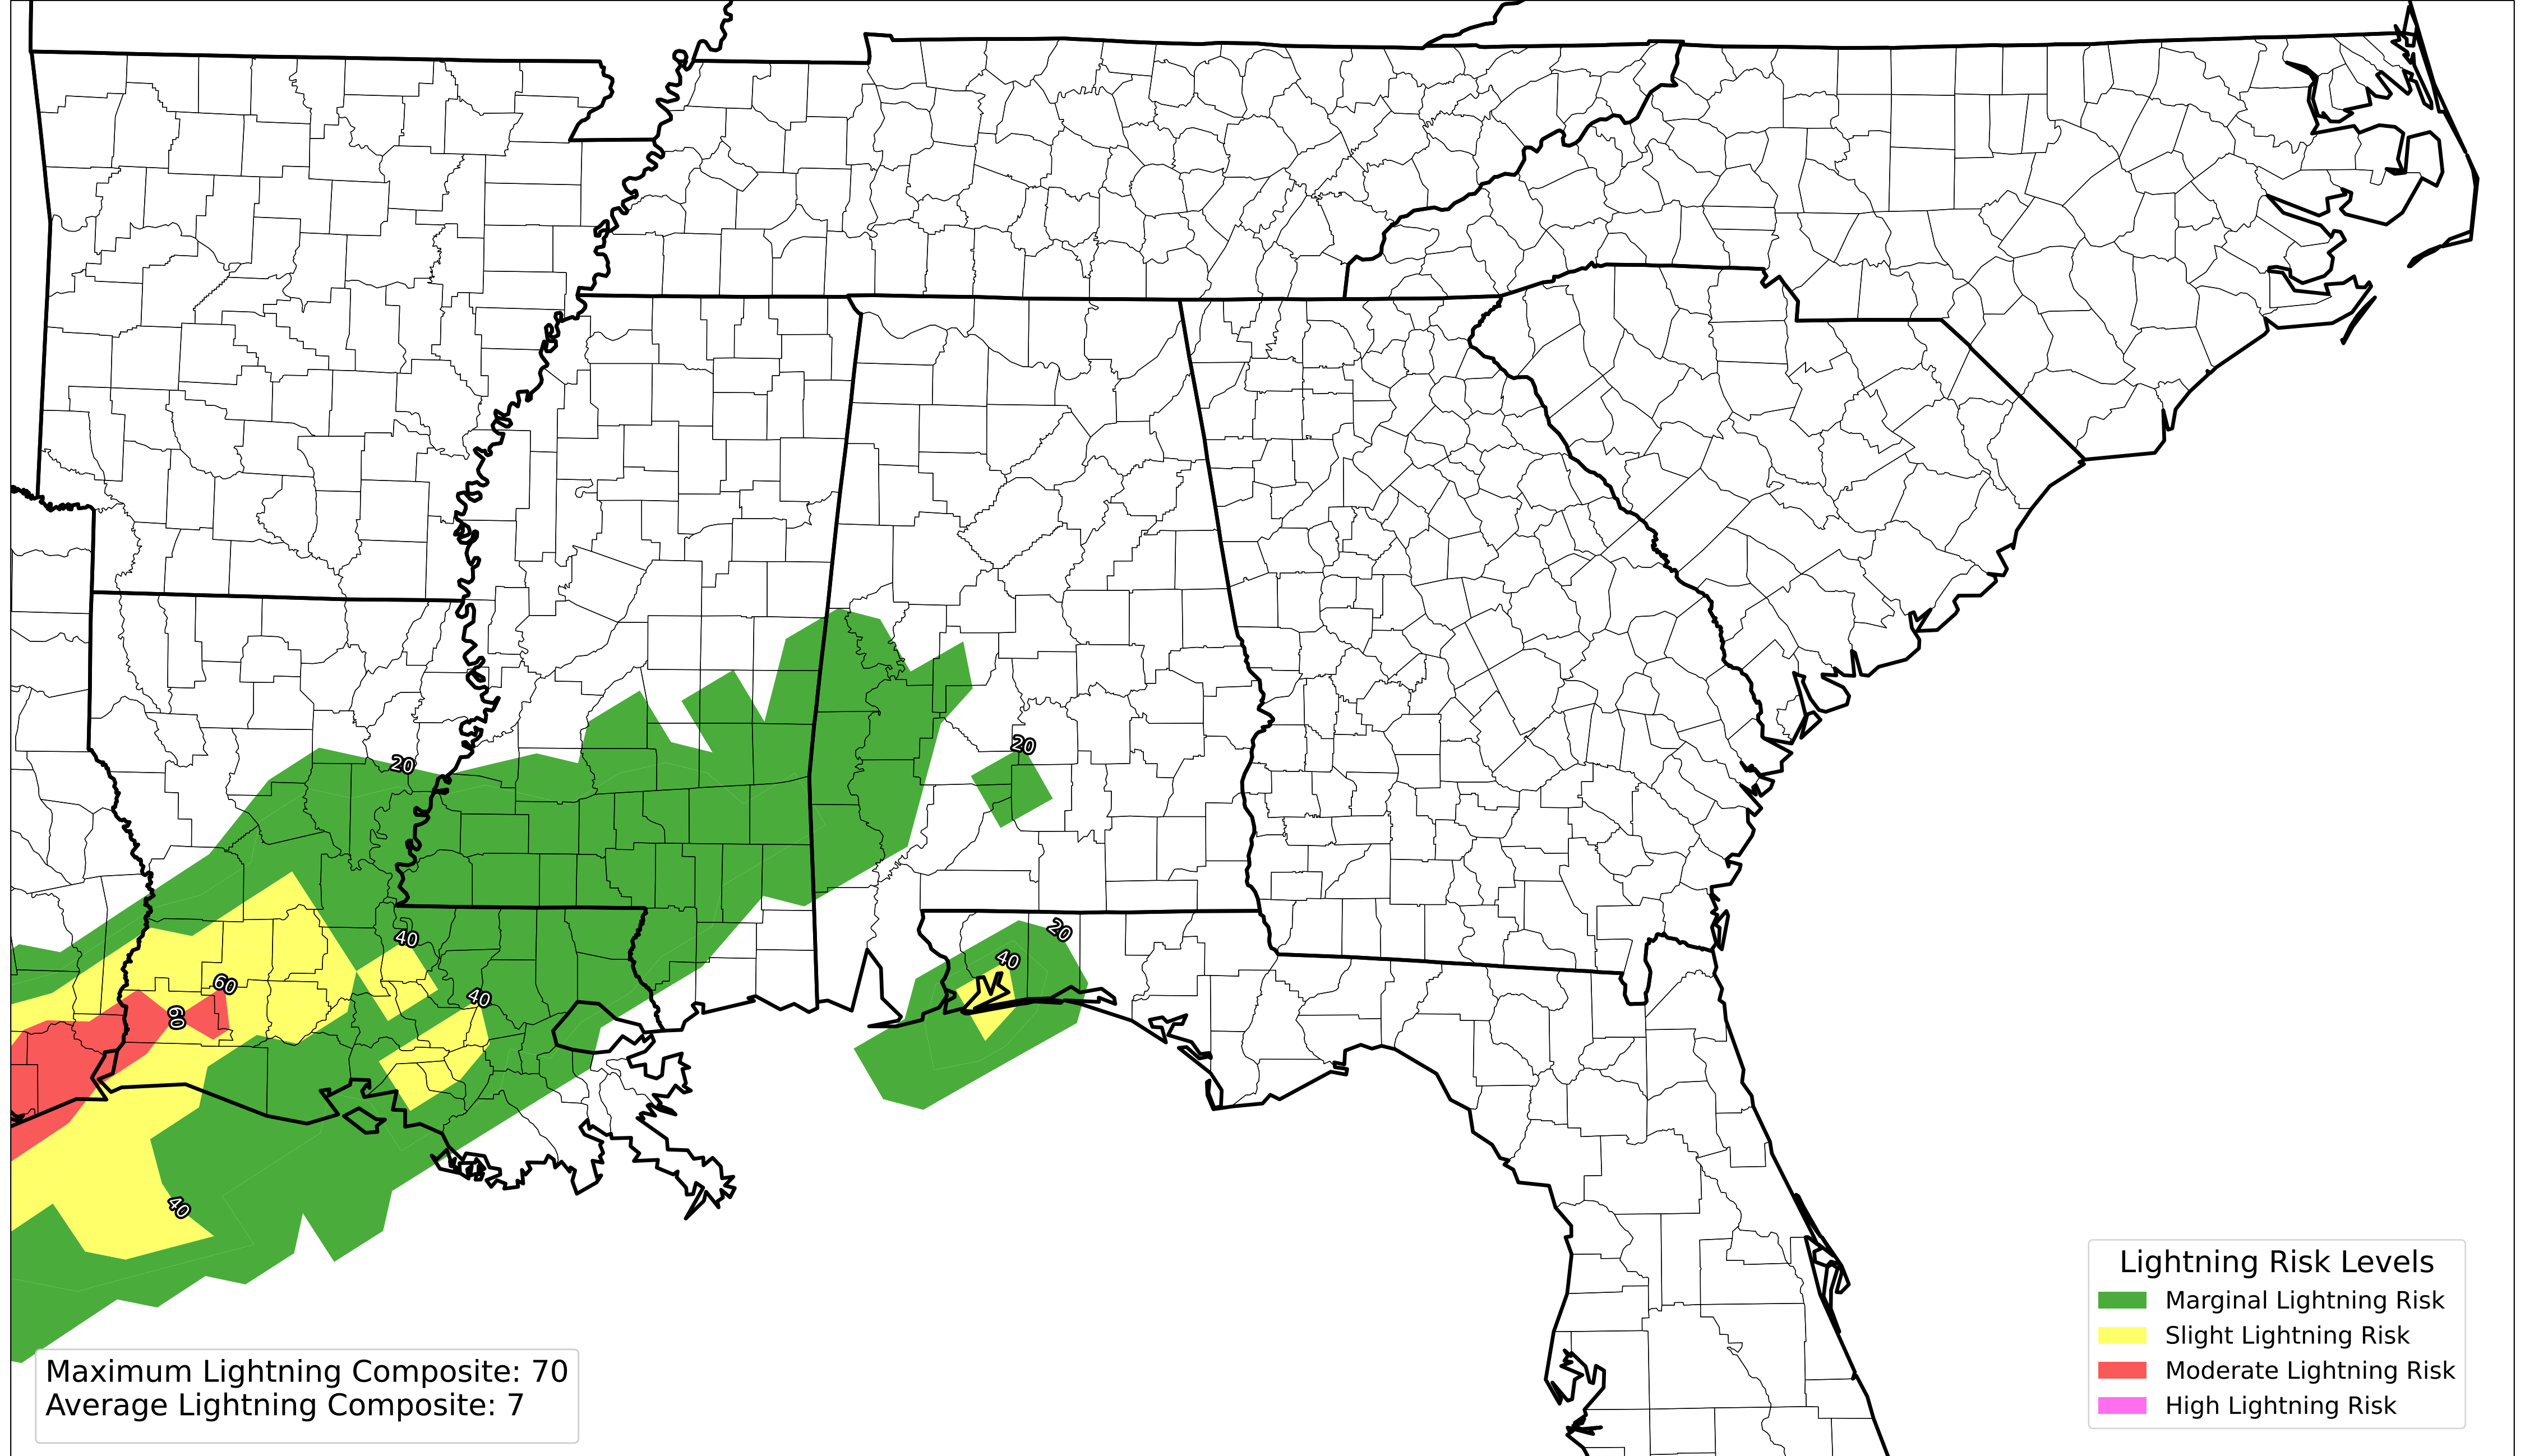 20
20
20
40
40
40
60
60
40
Lightning Risk Levels
Marginal Lightning Risk
Slight Lightning Risk
Moderate Lightning Risk
High Lightning Risk
Maximum Lightning Composite: 70
Average Lightning Composite: 7